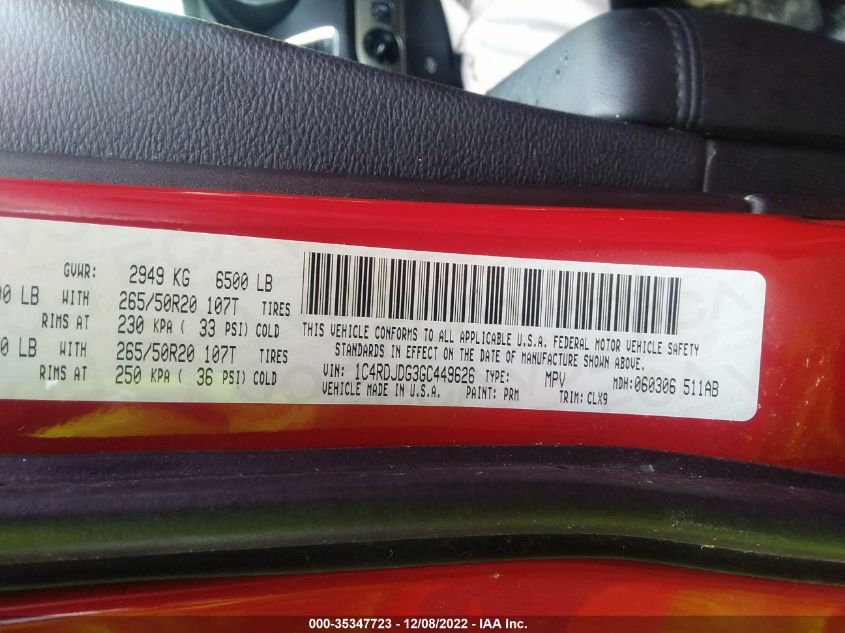 GVWR: 2949 KG 6500 LB
LB WITH 265/50R20 107T TIRES
RIMS AT 230 KPA ( 33 PSI) COLD
0 LB WITH 265/50R20 107T TIRES
RIMS AT 250 KPA ( 36 PSI) COLD
THIS VEHICLE CONFORMS TO ALL APPLICABLE U.S.A. FEDERAL MOTOR VEHICLE SAFETY
STANDARDS IN EFFECT ON THE DATE OF MANUFACTURE SHOWN ABOVE.
VIN: 1C4RDJDG3GC449626 TYPE: MPV MDH:060306 511AB
VEHICLE MADE IN U.S.A. PAINT: PRM TRIM: CLX9
000-35347723 - 12/08/2022 - IAA Inc.